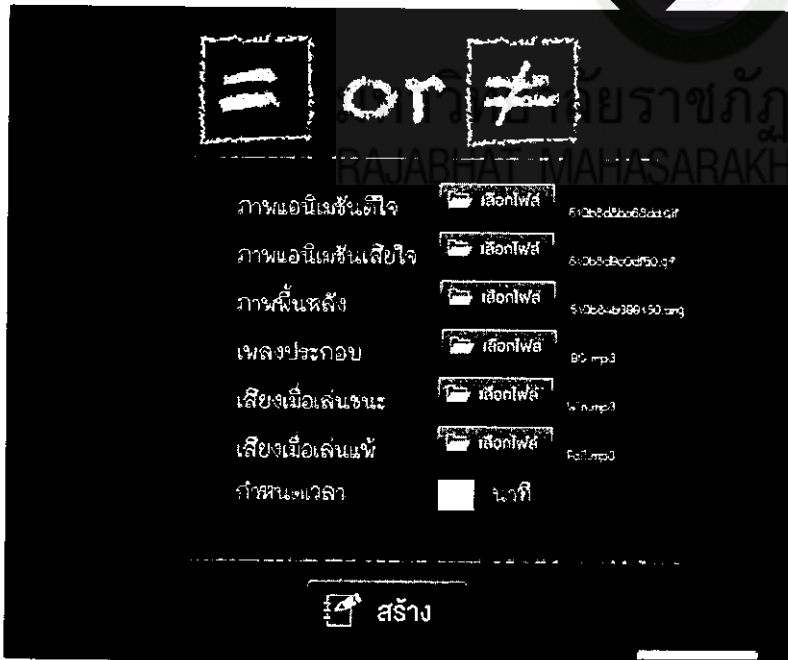 = or ≠
RAJABHAT MAHASARAKH
ภาพแอนิเมชันดีใจ เลือกไฟล์
ภาพแอนิเมชันเสียใจ เลือกไฟล์
ภาพพื้นหลัง เลือกไฟล์
เพลงประกอบ เลือกไฟล์ BG.mp3
เสียงเมื่อเล่นชนะ เลือกไฟล์ Win.mp3
เสียงเมื่อเล่นแพ้ เลือกไฟล์ Fail.mp3
กำหนดเวลา นาที
สร้าง